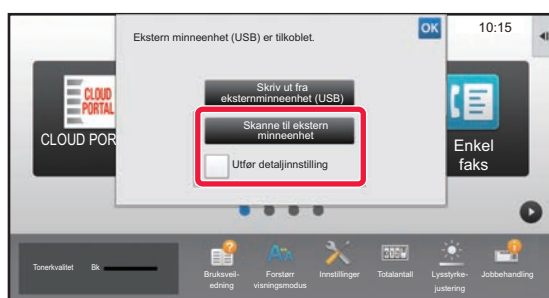 Ekstern minneenhet (USB) er tilkoblet.
OK
10:15
Skriv ut fra
eksternminneenhet (USB)
Skanne til ekstern
minneenhet
Utfør detaljinnstilling
CLOUD
PORTAL
CLOUD POR
Enkel
faks
Tonerkvalitet Bk
Bruksveil-
edning
Forstørr
visningsmodus
Innstillinger
Totalantall
Lysstyrke-
justering
Jobbehandling